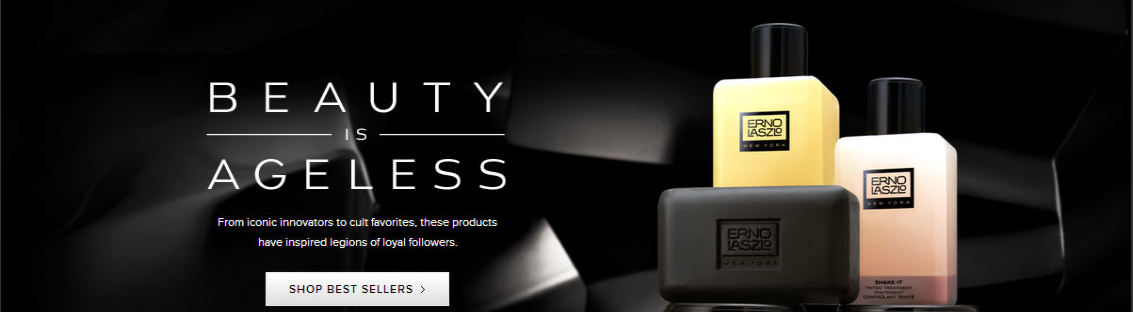 BEAUTY
IS
AGELESS
From iconic innovators to cult favorites, these products
have inspired legions of loyal followers.
SHOP BEST SELLERS >
ERNO
LASZLO
NEW YORK
ERNO
LASZLO
NEW YORK
ERNO
LASZLO
NEW YORK
SHAKE-IT
TINTED TREATMENT
TRAITEMENT
CONTROLANT TEINTÉ